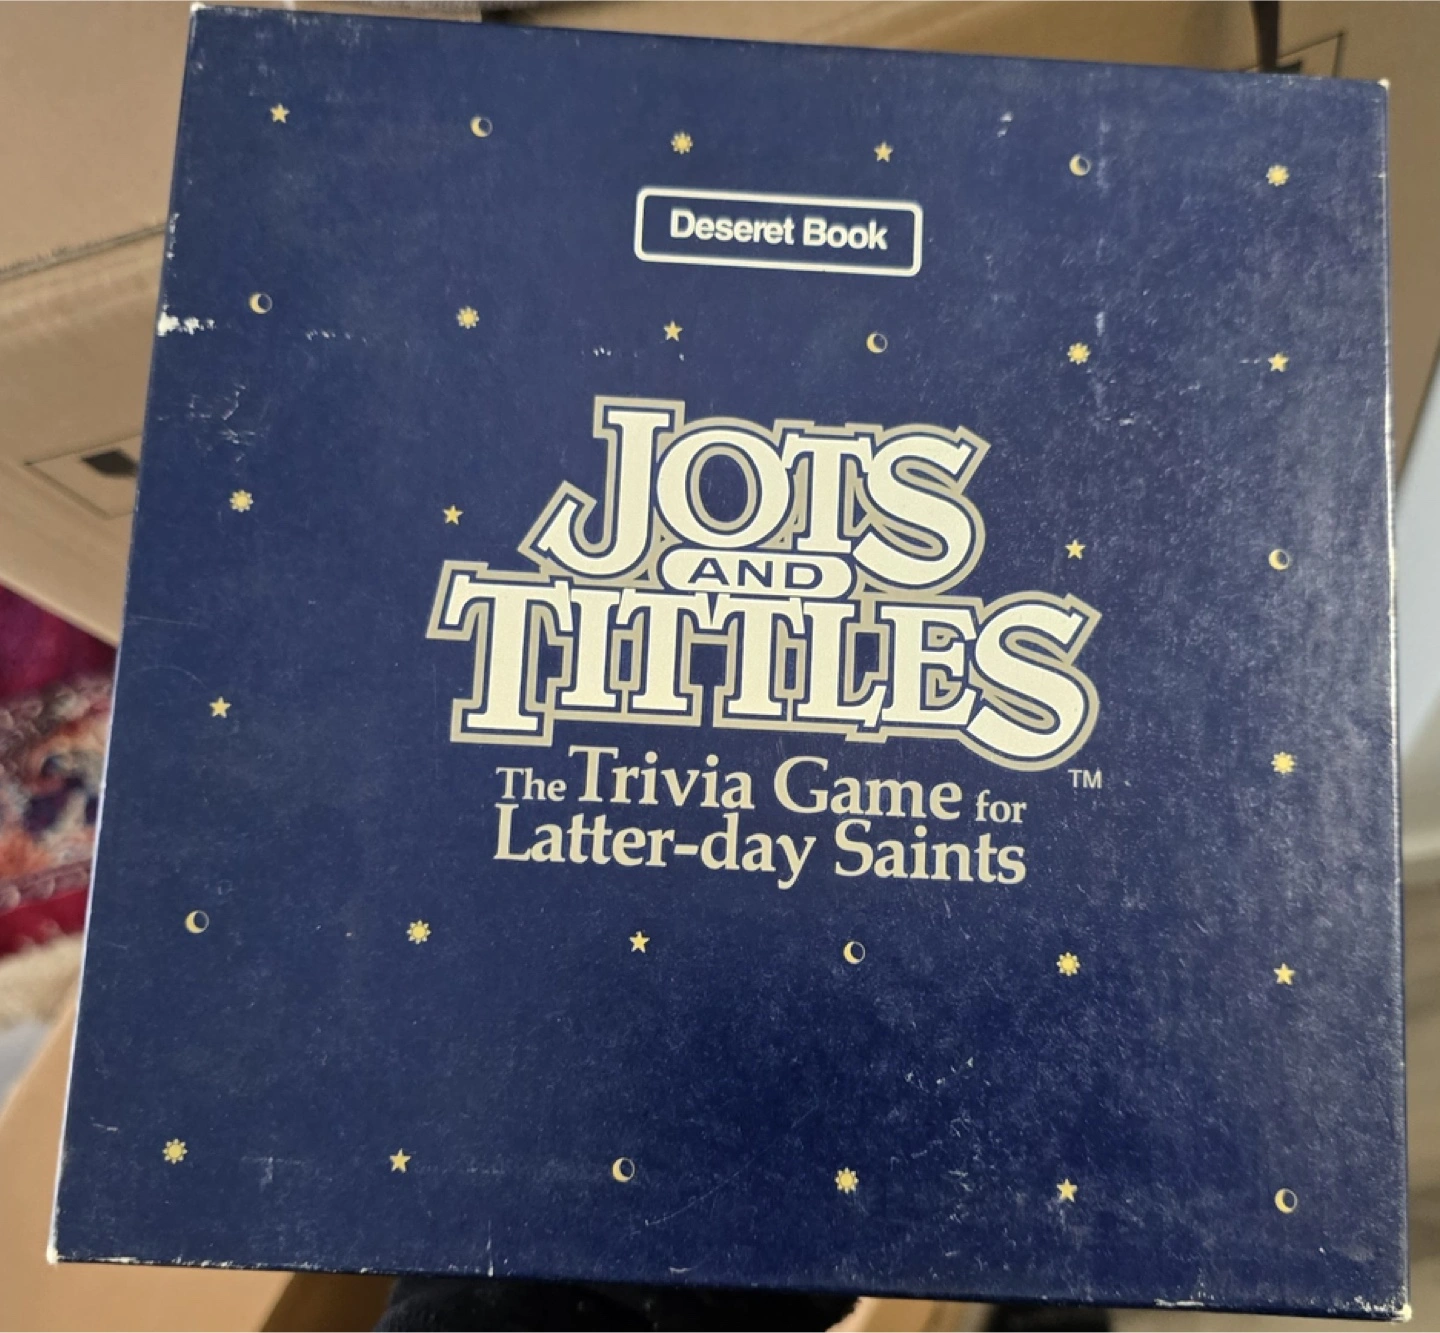 Deseret Book
JOTS
AND
TITTLES
™
The Trivia Game for
Latter-day Saints